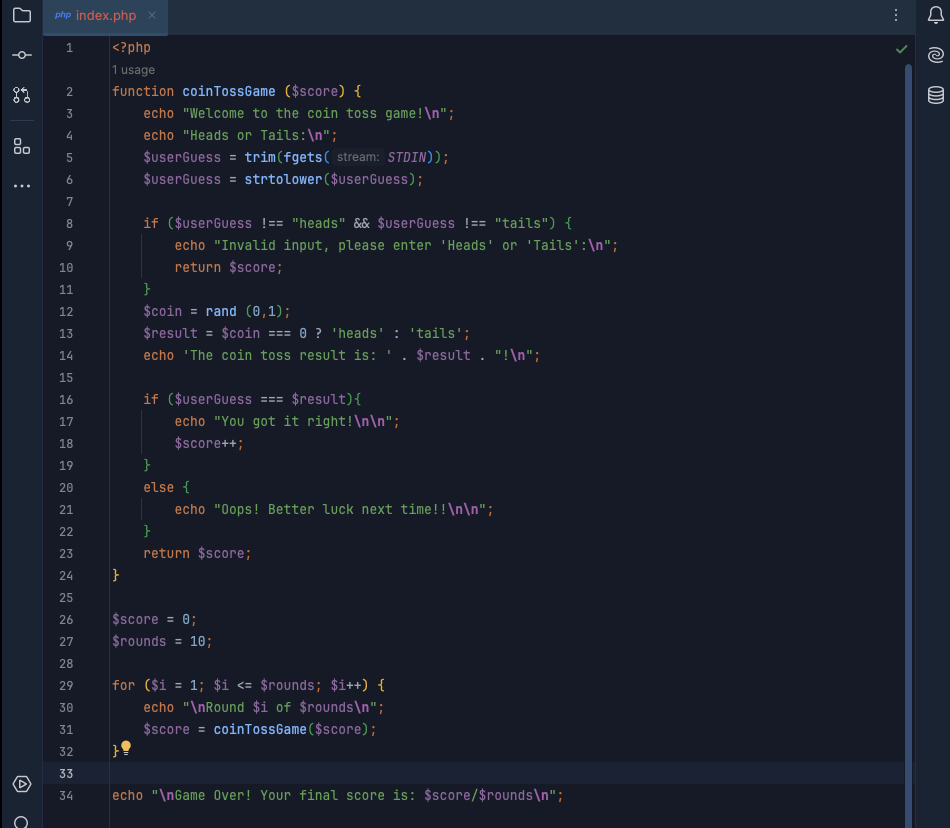 php index.php ×
1 <?php
1 usage
2 function coinTossGame ($score) {
3 echo "Welcome to the coin toss game!\n";
4 echo "Heads or Tails:\n";
5 $userGuess = trim(fgets( stream: STDIN));
6 $userGuess = strtolower($userGuess);
7
8 if ($userGuess !== "heads" && $userGuess !== "tails") {
9 echo "Invalid input, please enter 'Heads' or 'Tails':\n";
10 return $score;
11 }
12 $coin = rand (0,1);
13 $result = $coin === 0 ? 'heads' : 'tails';
14 echo 'The coin toss result is: ' . $result . "!\n";
15
16 if ($userGuess === $result){
17 echo "You got it right!\n\n";
18 $score++;
19 }
20 else {
21 echo "Oops! Better luck next time!!\n\n";
22 }
23 return $score;
24 }
25
26 $score = 0;
27 $rounds = 10;
28
29 for ($i = 1; $i <= $rounds; $i++) {
30 echo "\nRound $i of $rounds\n";
31 $score = coinTossGame($score);
32 }
33
34 echo "\nGame Over! Your final score is: $score/$rounds\n";